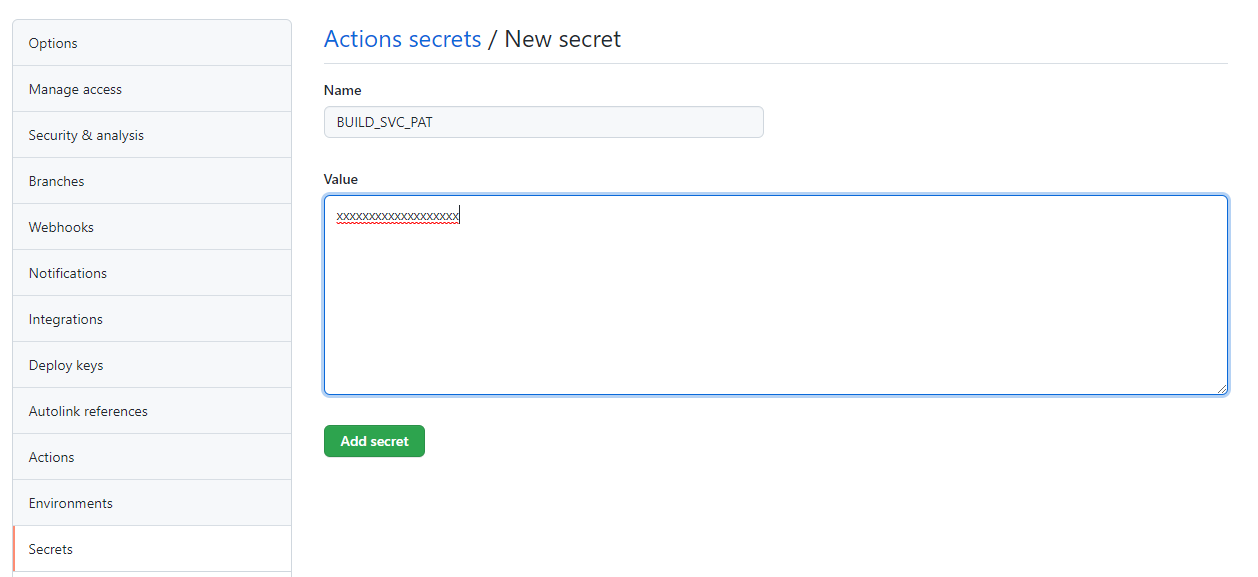 Options
Manage access
Security & analysis
Branches
Webhooks
Notifications
Integrations
Deploy keys
Autolink references
Actions
Environments
Secrets
Actions secrets / New secret
Name
BUILD_SVC_PAT
Value
xxxxxxxxxxxxxxxxxxx
Add secret